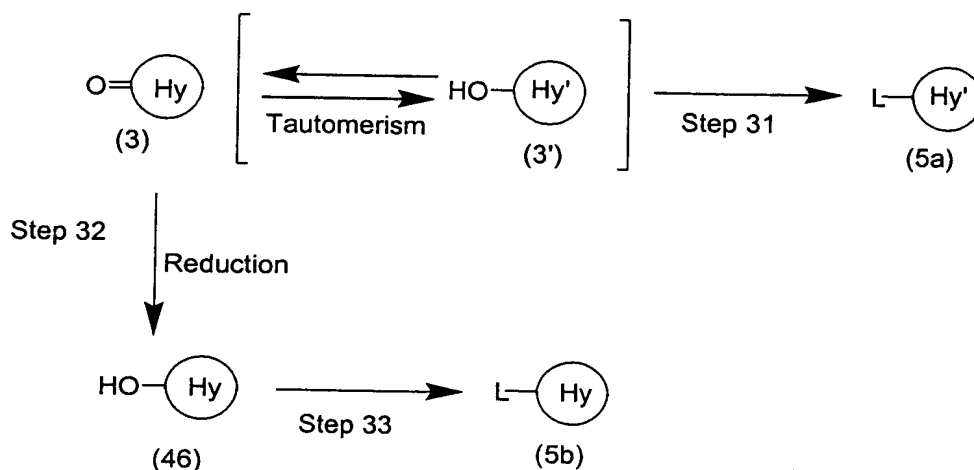 O= Hy
(3)
Tautomerism
HO- Hy'
(3')
Step 31
L- Hy'
(5a)
Step 32
Reduction
HO- Hy
(46)
Step 33
L- Hy
(5b)